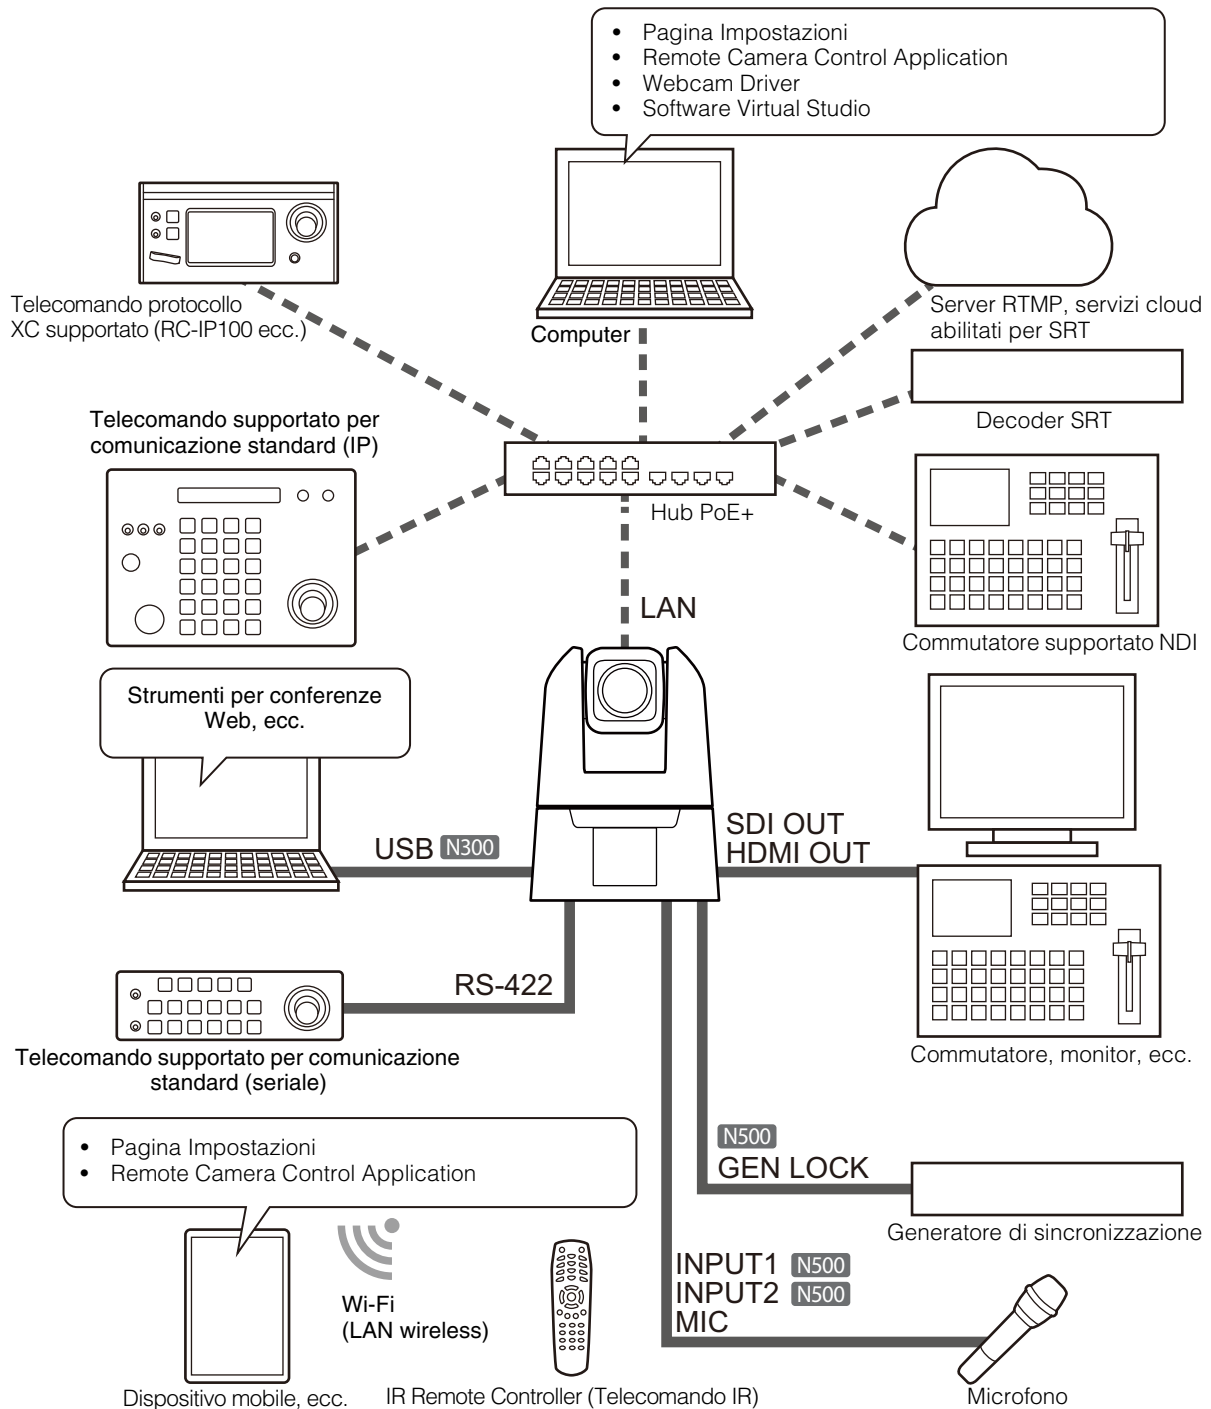 • Pagina Impostazioni
• Remote Camera Control Application
• Webcam Driver
• Software Virtual Studio
Telecomando protocollo
XC supportato (RC-IP100 ecc.)
Computer
Server RTMP, servizi cloud
abilitati per SRT
Decoder SRT
Telecomando supportato per
comunicazione standard (IP)
Hub PoE+
LAN
Commutatore supportato NDI
Strumenti per conferenze
Web, ecc.
USB N300
SDI OUT
HDMI OUT
RS-422
Telecomando supportato per comunicazione
standard (seriale)
Commutatore, monitor, ecc.
• Pagina Impostazioni
• Remote Camera Control Application
N500
GEN LOCK
Generatore di sincronizzazione
Wi-Fi
(LAN wireless)
INPUT1 N500
INPUT2 N500
MIC
Dispositivo mobile, ecc.
IR Remote Controller (Telecomando IR)
Microfono